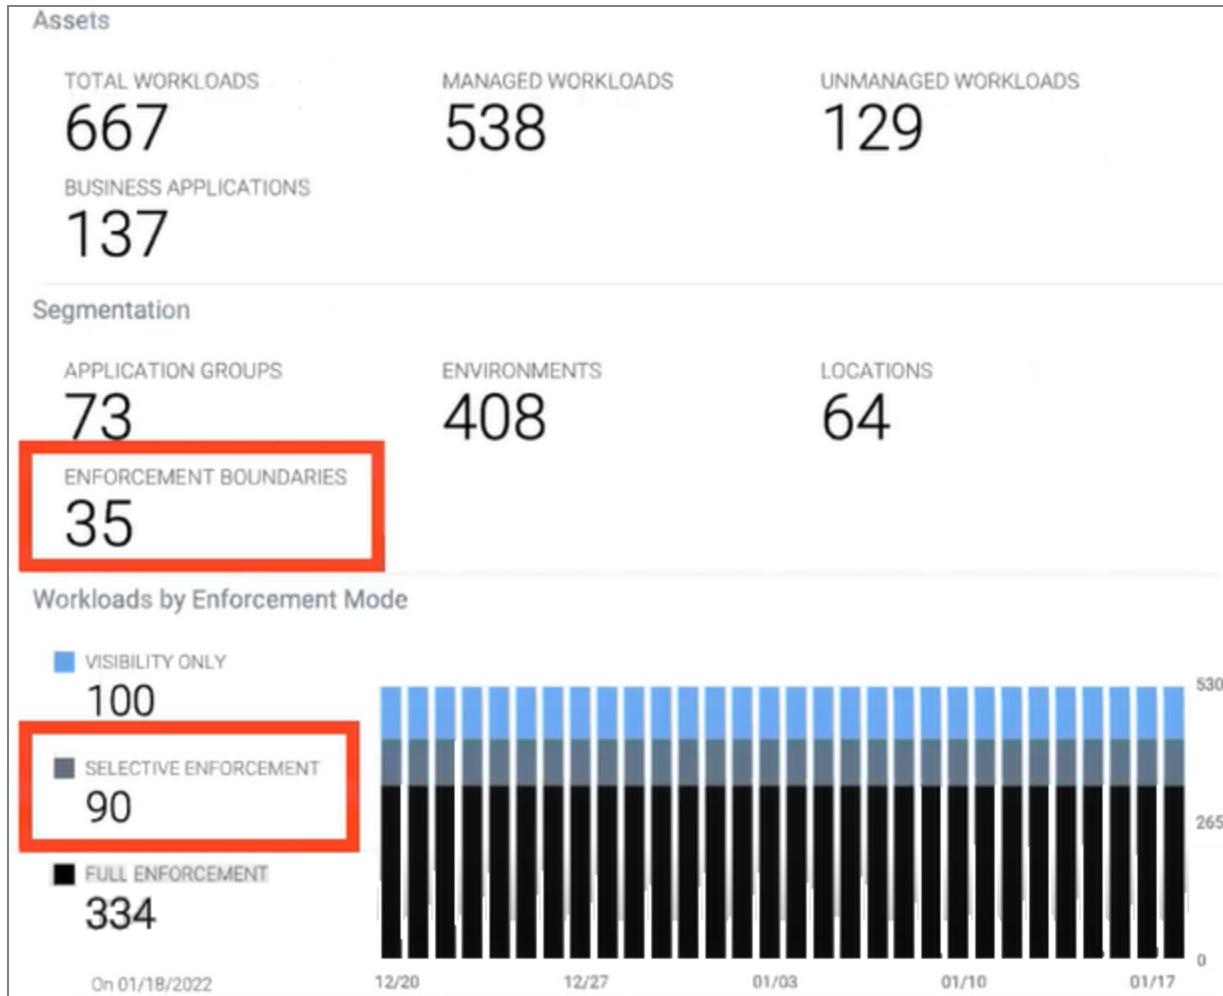 Assets
TOTAL WORKLOADS
667
MANAGED WORKLOADS
538
UNMANAGED WORKLOADS
129
BUSINESS APPLICATIONS
137
Segmentation
APPLICATION GROUPS
73
ENVIRONMENTS
408
LOCATIONS
64
ENFORCEMENT BOUNDARIES
35
Workloads by Enforcement Mode
VISIBILITY ONLY
100
SELECTIVE ENFORCEMENT
90
FULL ENFORCEMENT
334
On 01/18/2022
530
265
0
12/20
12/27
01/03
01/10
01/17